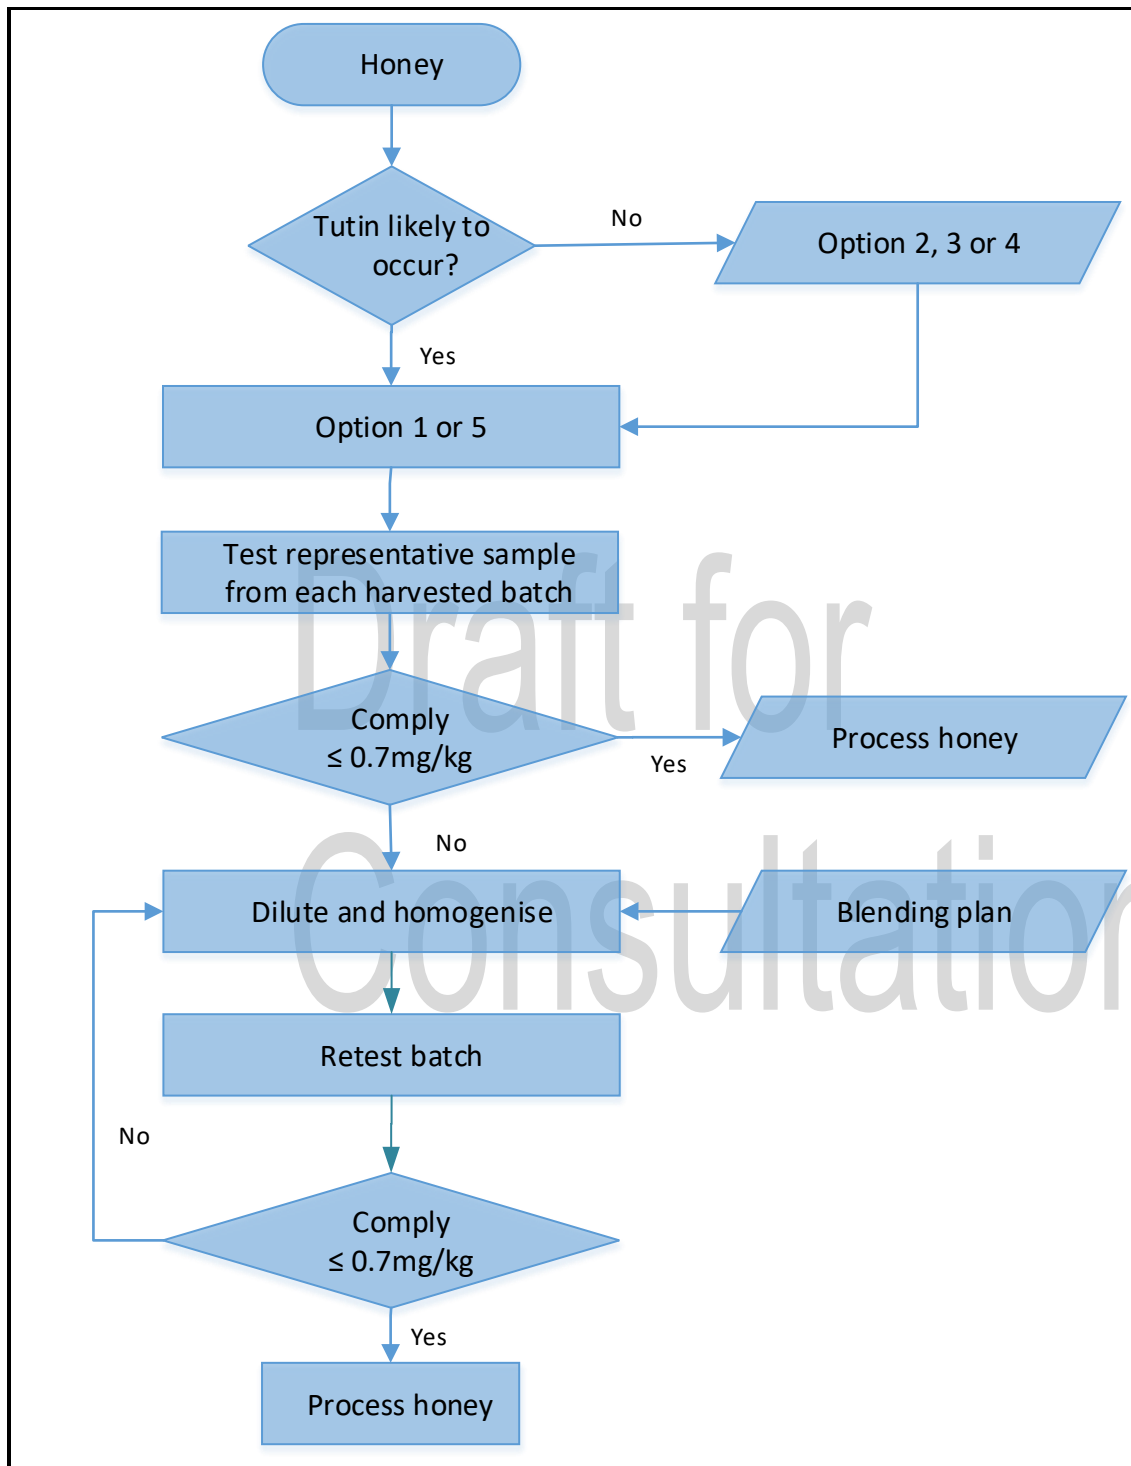 Honey
Tutin likely to
occur?
No
Option 2, 3 or 4
Yes
Option 1 or 5
Test representative sample
from each harvested batch
Draft for
Comply
≤ 0.7mg/kg
Yes
Process honey
No
Consultation
Dilute and homogenise
Blending plan
Retest batch
No
Comply
≤ 0.7mg/kg
Yes
Process honey